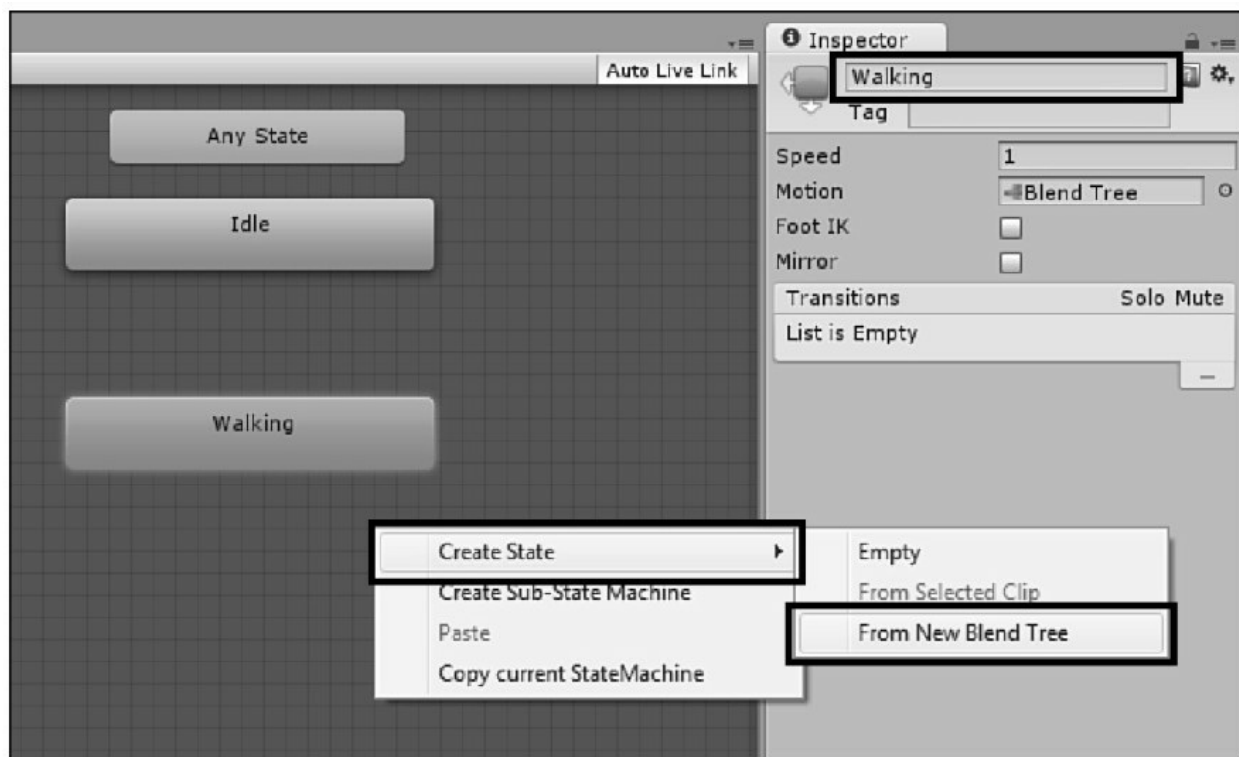 Inspector
Auto Live Link
Walking
Tag
Any State
Speed 1
Motion Blend Tree
Idle
Foot IK
Mirror
Transitions Solo Mute
List is Empty
Walking
Create State
Create Sub-State Machine
Paste
Copy current StateMachine
Empty
From Selected Clip
From New Blend Tree